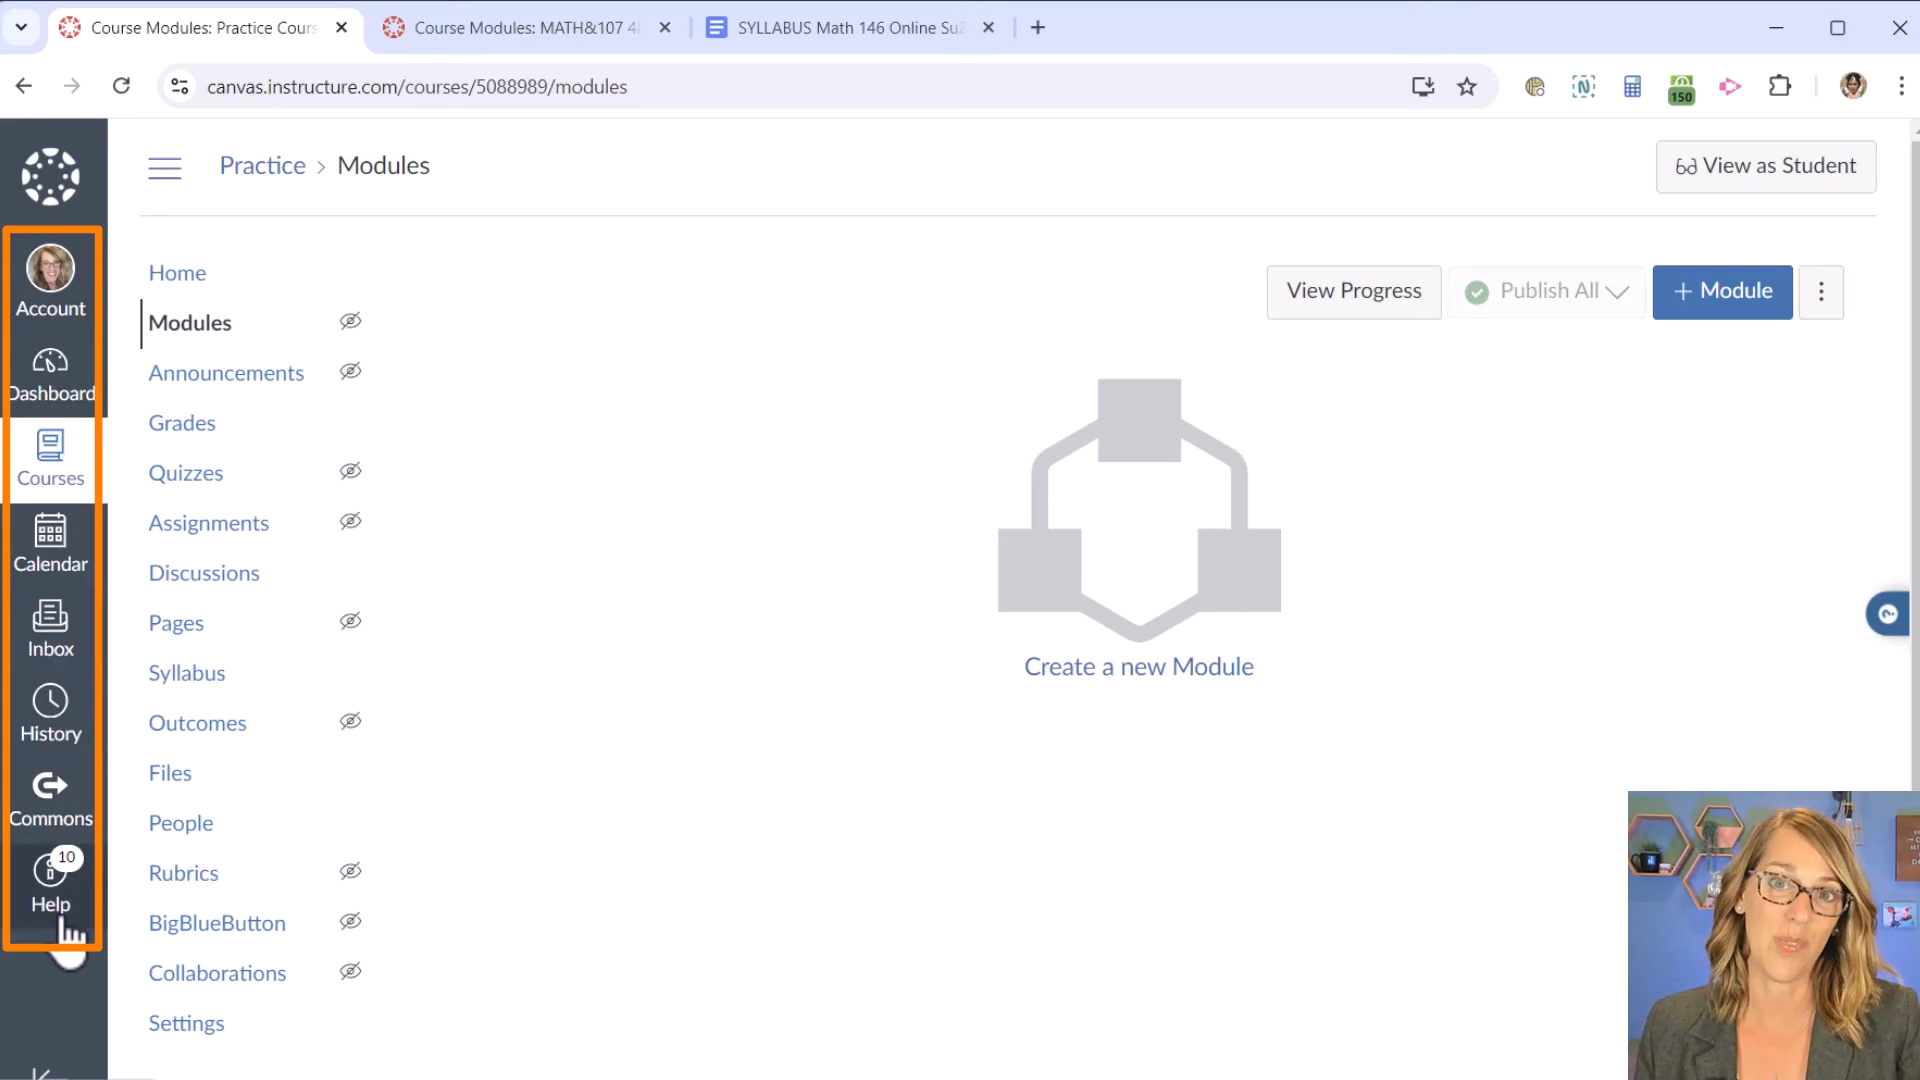 Course Modules: Practice Cours
Course Modules: MATH&107 4
SYLLABUS Math 146 Online Su
canvas.instructure.com/courses/5088989/modules
150
Practice > Modules
View as Student
Account
Dashboard
Courses
Calendar
Inbox
History
Commons
10
Help
Home
Modules
Announcements
Grades
Quizzes
Assignments
Discussions
Pages
Syllabus
Outcomes
Files
People
Rubrics
BigBlueButton
Collaborations
Settings
View Progress
Publish All
+ Module
Create a new Module